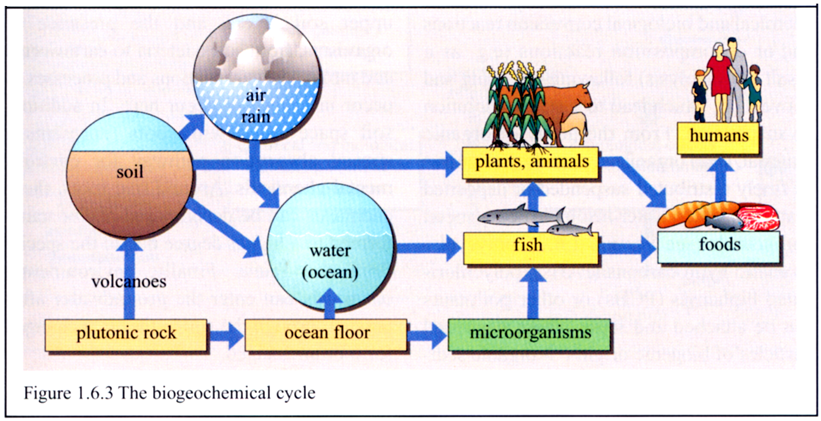 air
rain
soil
humans
plants, animals
water
(ocean)
fish
foods
volcanoes
plutonic rock
ocean floor
microorganisms
Figure 1.6.3 The biogeochemical cycle